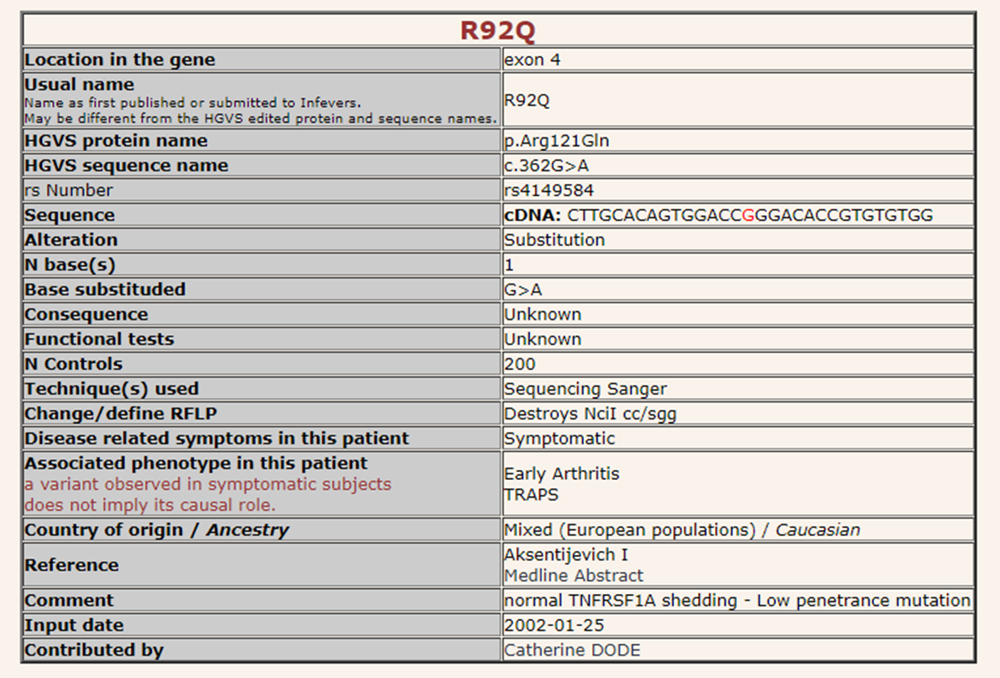 R92Q
Location in the gene exon 4
Usual name
Name as first published or submitted to Infevers.
May be different from the HGVS edited protein and sequence names.
R92Q
HGVS protein name p.Arg121Gln
HGVS sequence name c.362G>A
rs Number rs4149584
Sequence cDNA: CTTGCACAGTGGACCGGGACACCGTGTGTGG
Alteration Substitution
N base(s) 1
Base substituded G>A
Consequence Unknown
Functional tests Unknown
N Controls 200
Technique(s) used Sequencing Sanger
Change/define RFLP Destroys NciI cc/sgg
Disease related symptoms in this patient Symptomatic
Associated phenotype in this patient
a variant observed in symptomatic subjects
does not imply its causal role.
Early Arthritis
TRAPS
Country of origin / Ancestry Mixed (European populations) / Caucasian
Reference
Aksentijevich I
Medline Abstract
Comment normal TNFRSF1A shedding - Low penetrance mutation
Input date 2002-01-25
Contributed by Catherine DODE